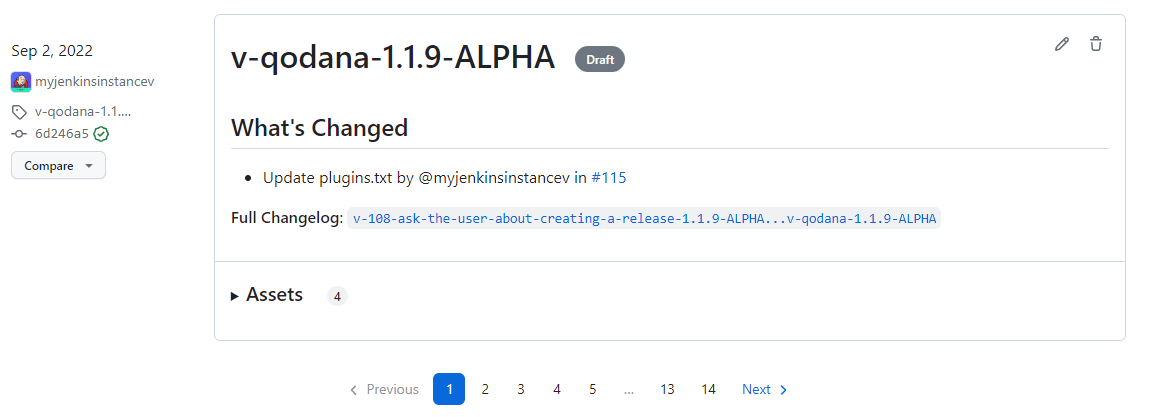 Sep 2, 2022
myjenkinsinstancev
v-qodana-1.1....
6d246a5
Compare
v-qodana-1.1.9-ALPHA Draft
What's Changed
• Update plugins.txt by @myjenkinsinstancev in #115
Full Changelog: v-108-ask-the-user-about-creating-a-release-1.1.9-ALPHA...v-qodana-1.1.9-ALPHA
Assets 4
Previous 1 2 3 4 5 ... 13 14 Next